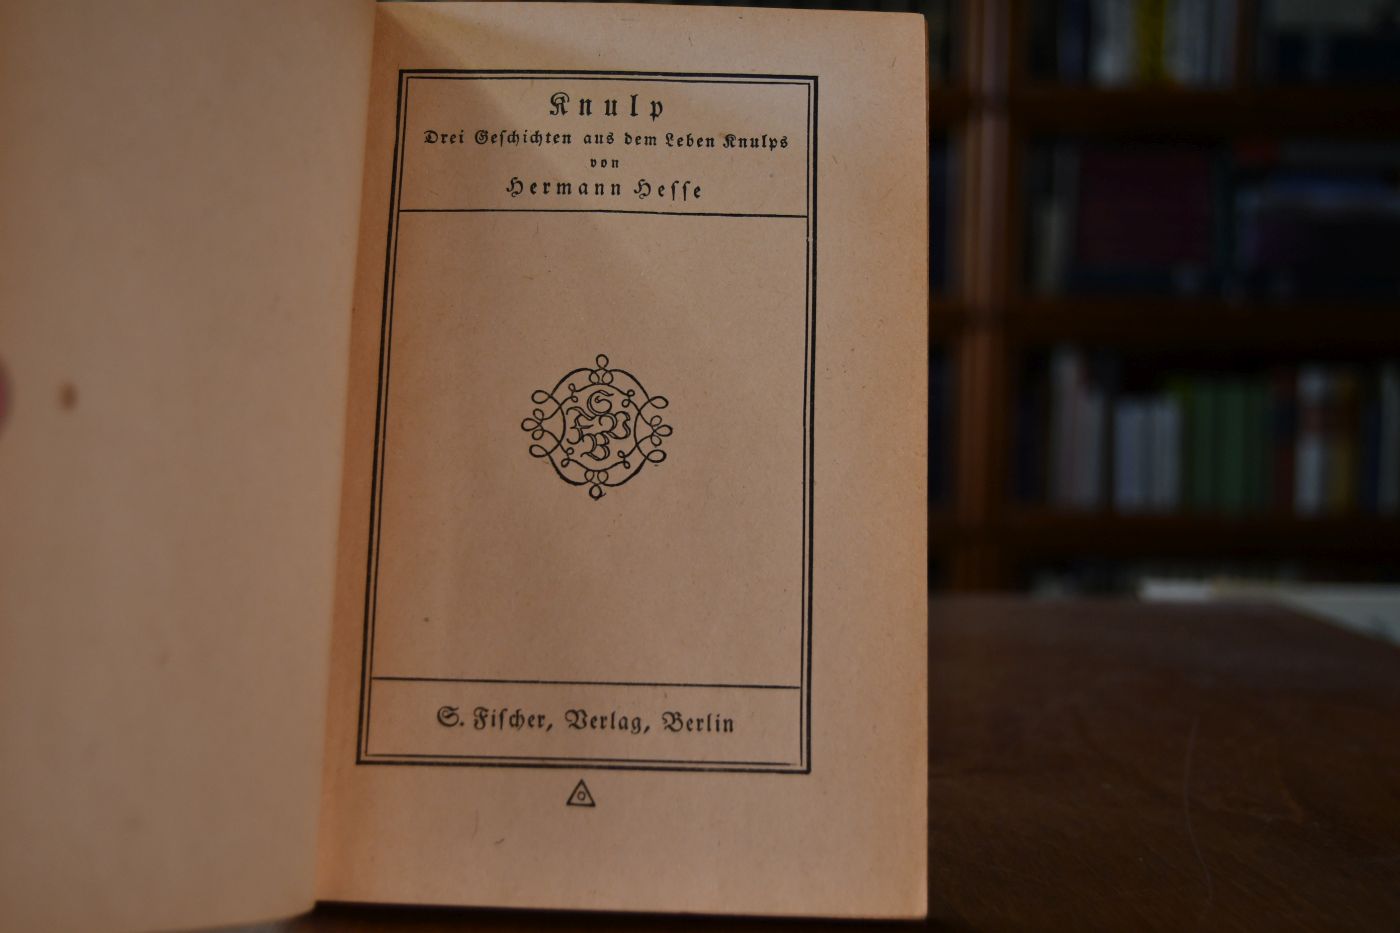 Knulp
Drei Geſchichten aus dem Leben Knulps
von
Hermann Heſſe
S
F V
B
S. Fiſcher, Verlag, Berlin